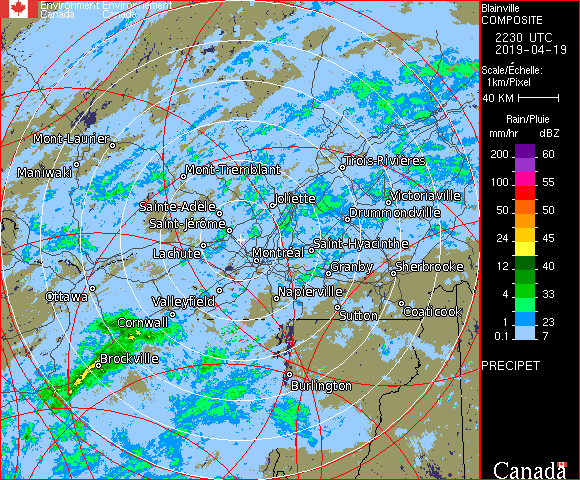 Environment Environnement
Canada Canada
Blainville
COMPOSITE
2230 UTC
2019-04-19
Scale/Échelle:
1km/Pixel
40 KM
Rain/Pluie
mm/hr dBZ
200 60
100 55
50 50
24 45
12 40
4 33
1 23
0.1 7
PRECIPET
Canada
Mont-Laurier
Maniwaki
Mont-Tremblant
Trois-Rivières
Joliette
Victoriaville
Sainte-Adèle
Drummondville
Saint-Jérôme
Lachute
Montréal
Saint-Hyacinthe
Granby
Sherbrooke
Ottawa
Valleyfield
Napierville
Sutton
Coaticook
Cornwall
Brockville
Burlington